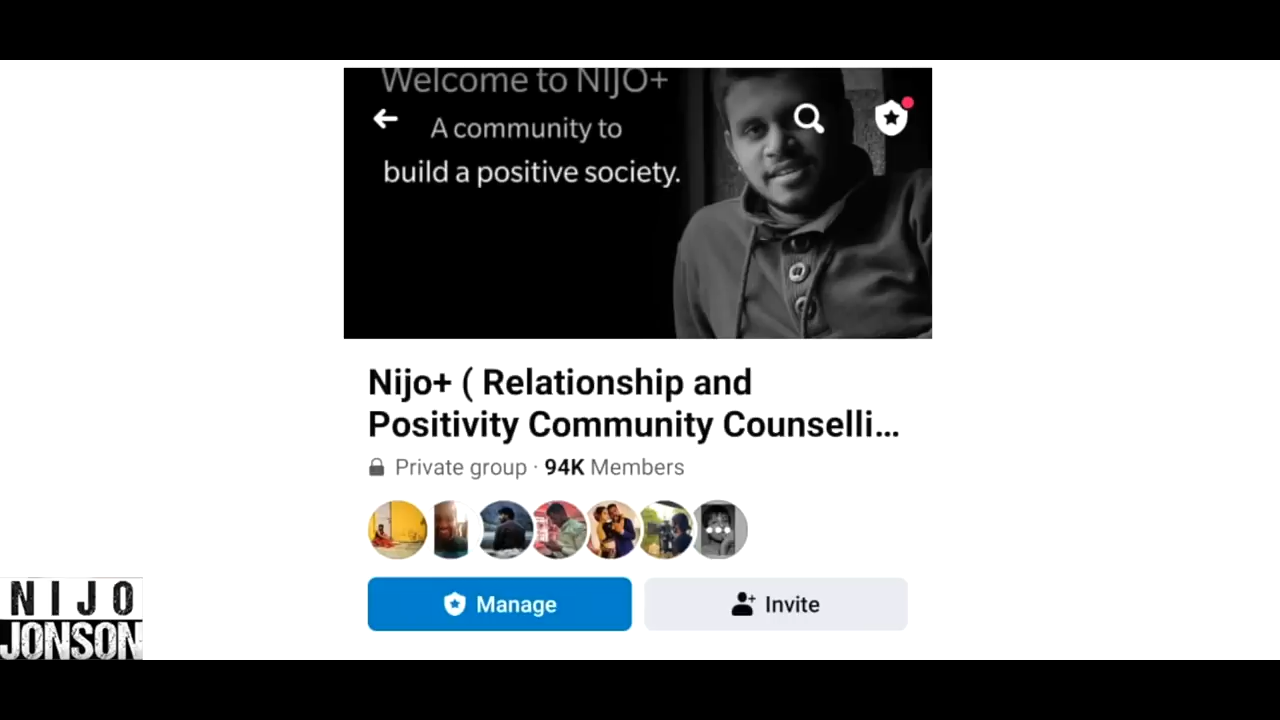 Welcome to NIJO+
A community to
build a positive society.
Nijo+ ( Relationship and
Positivity Community Counselli...
Private group · 94K Members
Manage
Invite
NIJO
JONSON